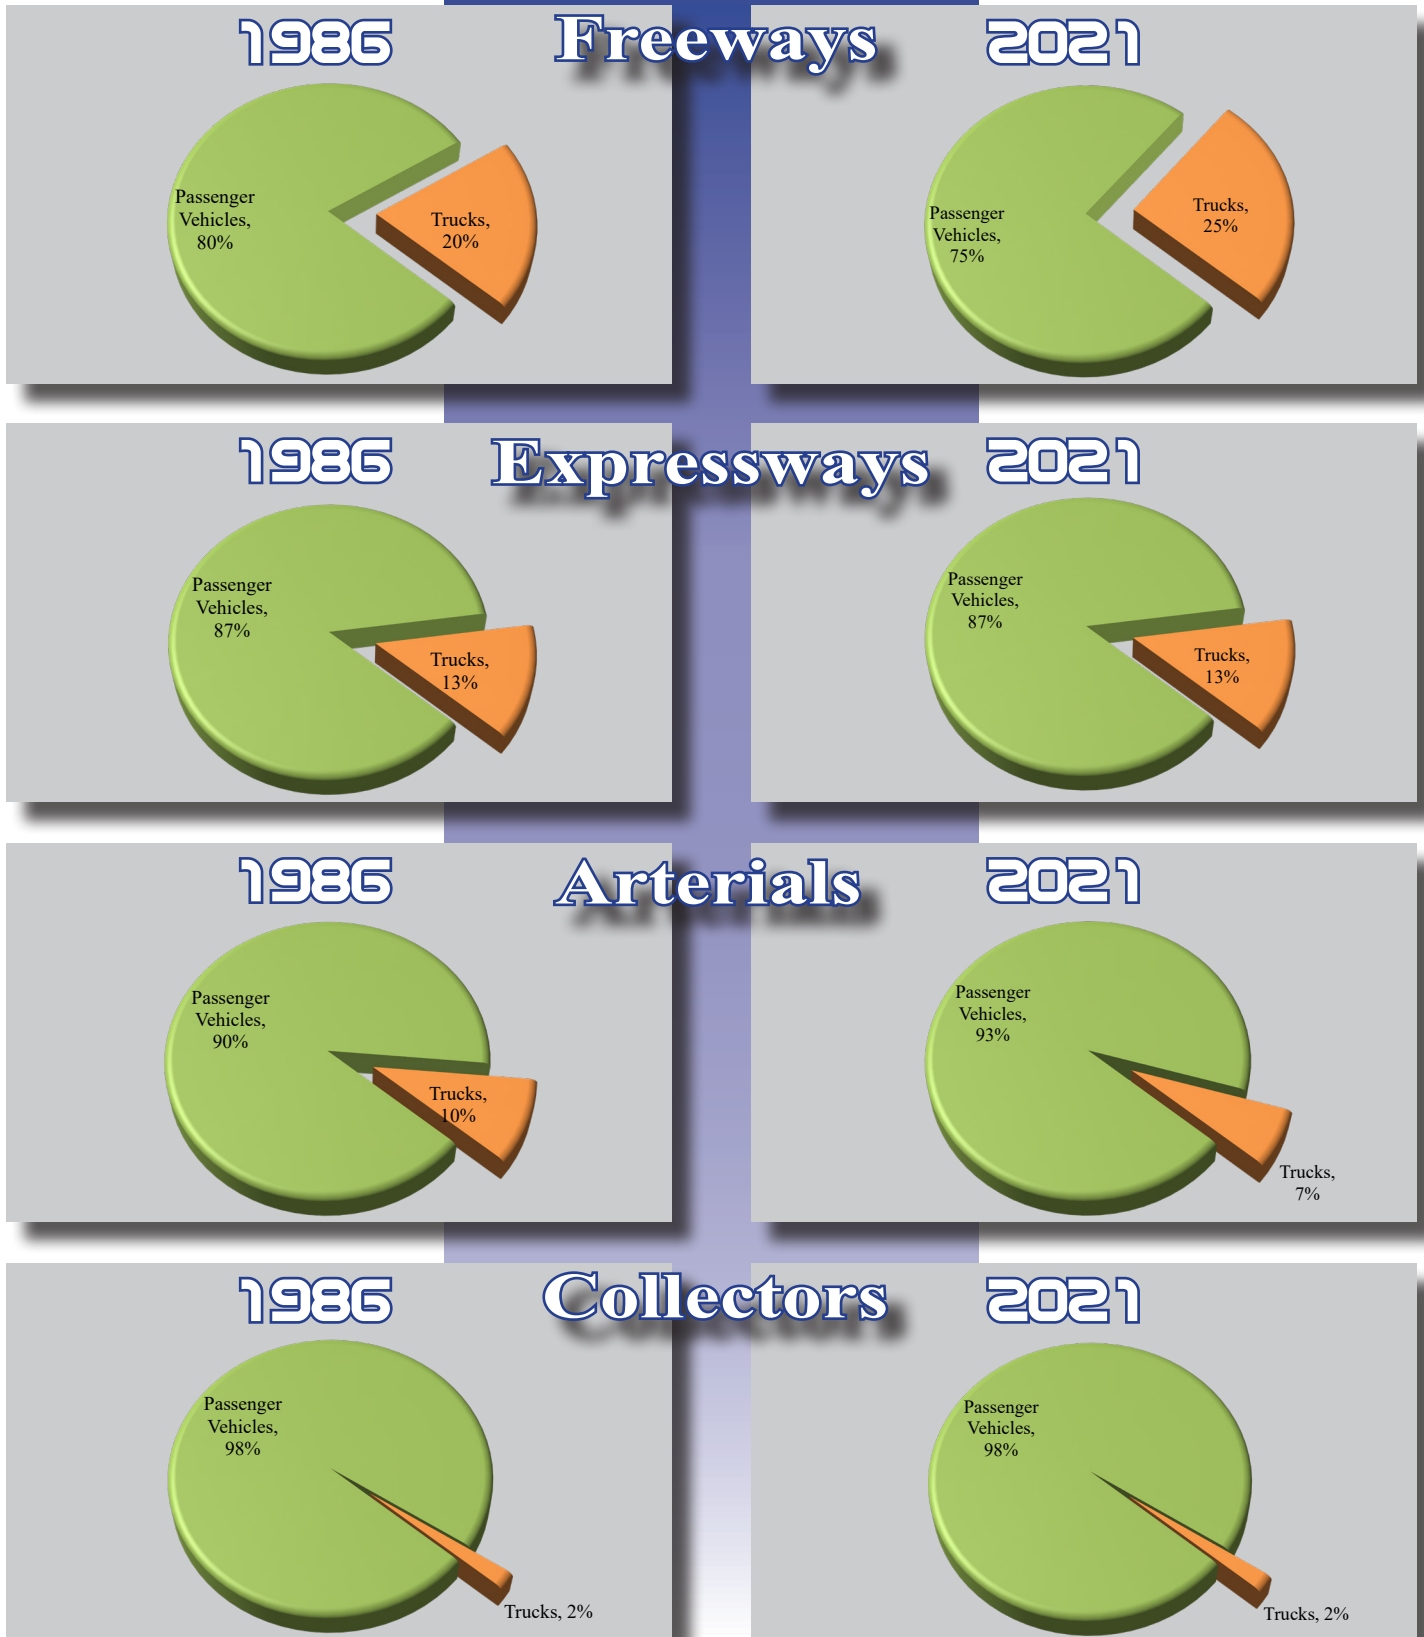 1986
Freeways
2021
Passenger
Vehicles,
80%
Trucks,
20%
Passenger
Vehicles,
75%
Trucks,
25%
1986
Expressways
2021
Passenger
Vehicles,
87%
Trucks,
13%
Passenger
Vehicles,
87%
Trucks,
13%
1986
Arterials
2021
Passenger
Vehicles,
90%
Trucks,
10%
Passenger
Vehicles,
93%
Trucks,
7%
1986
Collectors
2021
Passenger
Vehicles,
98%
Trucks, 2%
Passenger
Vehicles,
98%
Trucks, 2%